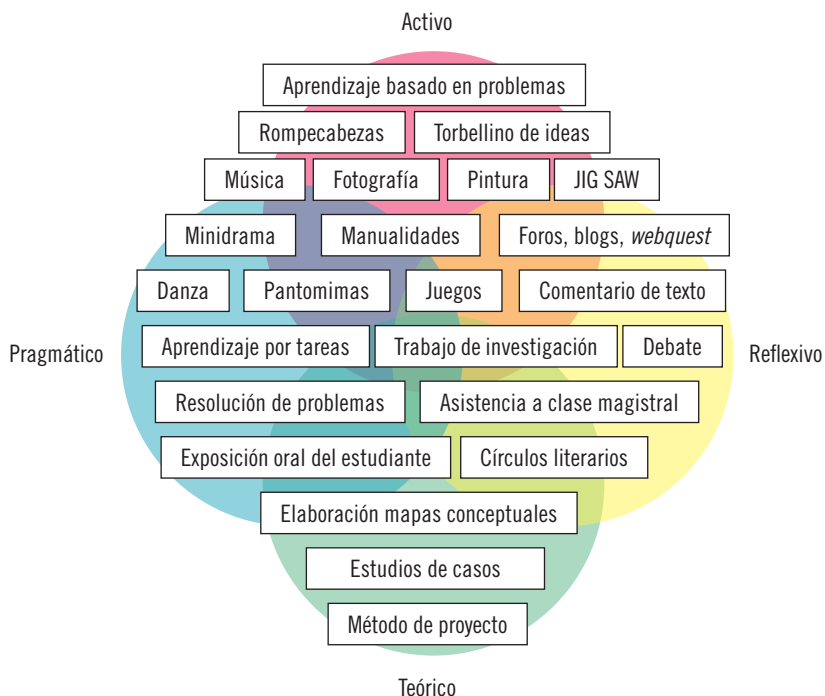 Activo
Aprendizaje basado en problemas
Rompecabezas
Torbellino de ideas
Música
Fotografía
Pintura
JIG SAW
Minidrama
Manualidades
Foros, blogs, webquest
Danza
Pantomimas
Juegos
Comentario de texto
Pragmático
Aprendizaje por tareas
Trabajo de investigación
Debate
Reflexivo
Resolución de problemas
Asistencia a clase magistral
Exposición oral del estudiante
Círculos literarios
Elaboración mapas conceptuales
Estudios de casos
Método de proyecto
Teórico